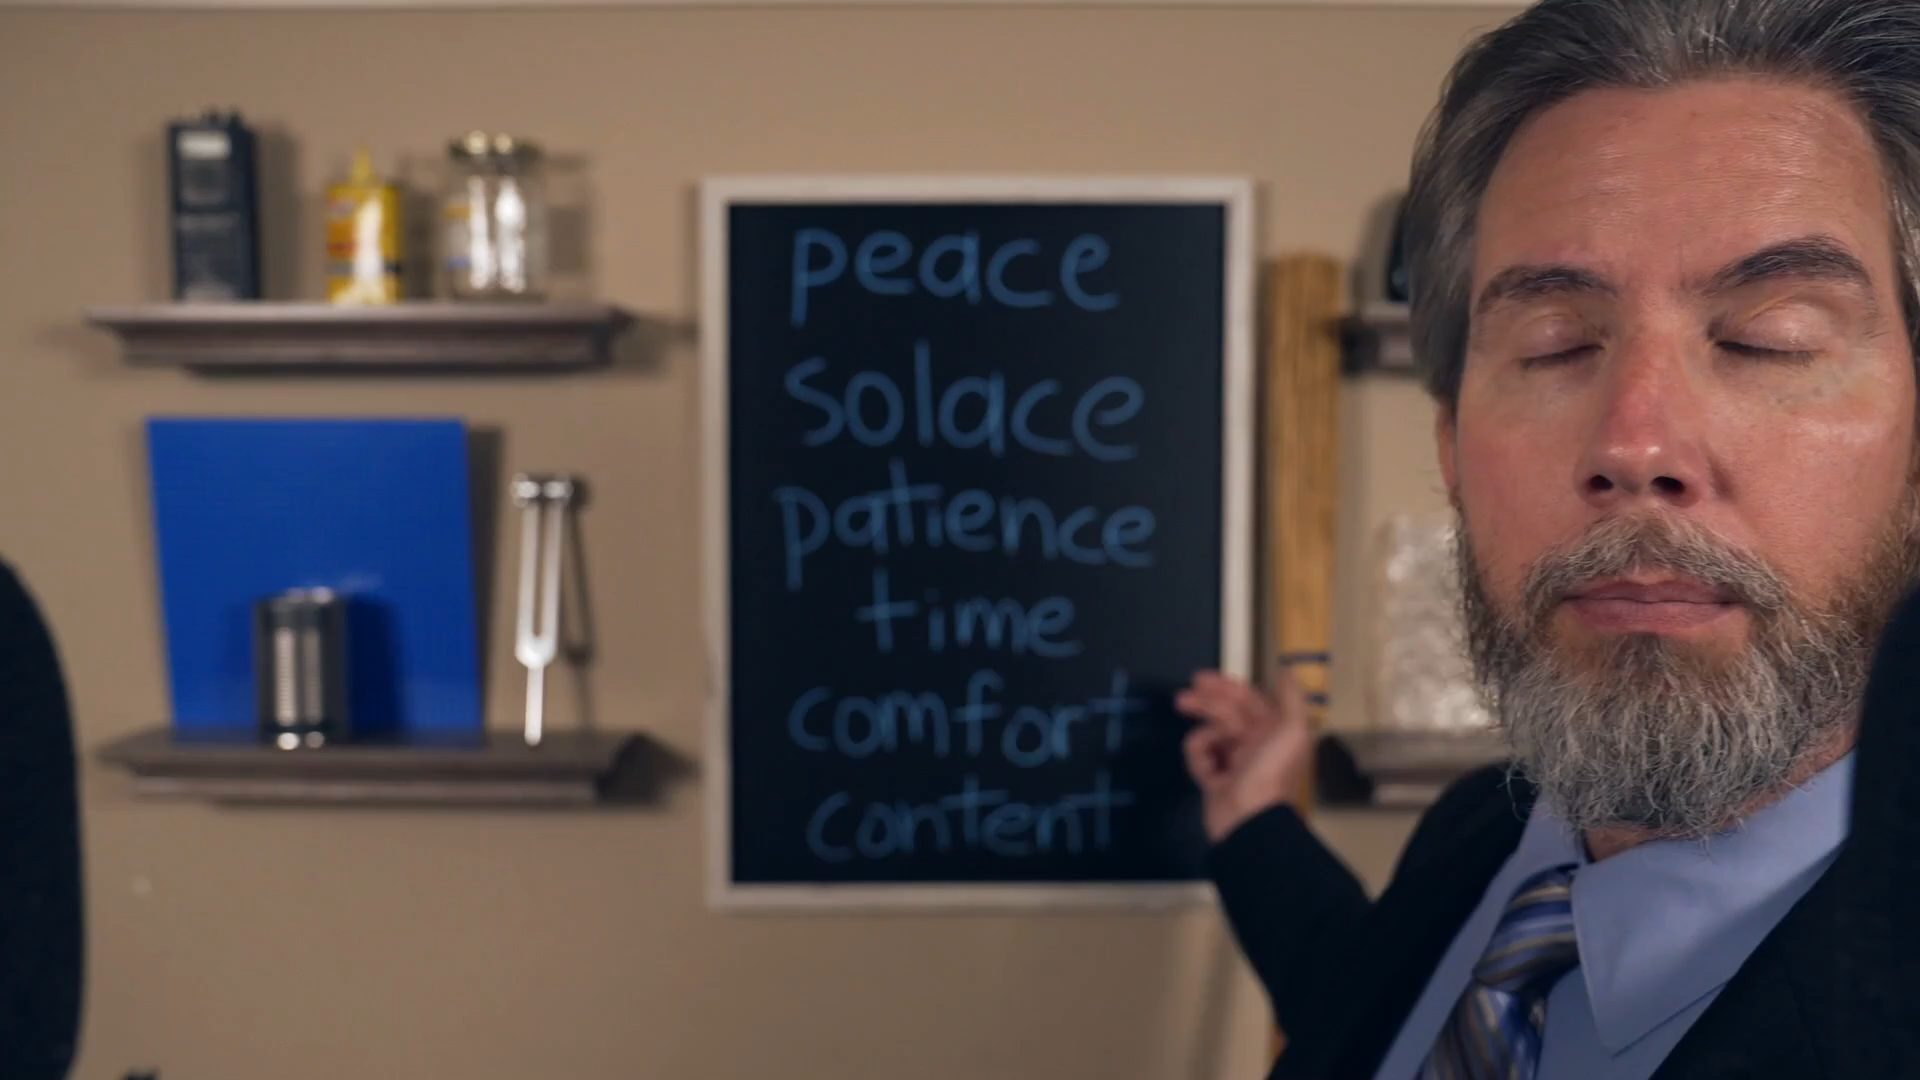 peace
solace
patience
time
comfort
content